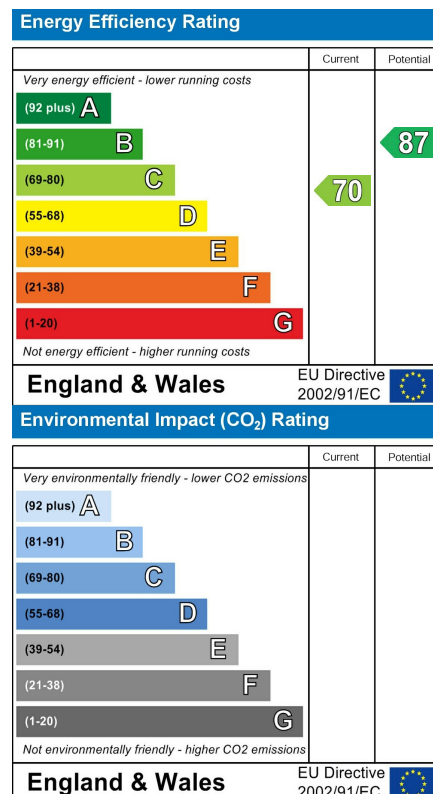 Energy Efficiency Rating
Current Potential
Very energy efficient - lower running costs
(92 plus) A
(81-91) B
87
(69-80) C
70
(55-68) D
(39-54) E
(21-38) F
(1-20) G
Not energy efficient - higher running costs
England & Wales
EU Directive
2002/91/EC
Environmental Impact (CO₂) Rating
Current Potential
Very environmentally friendly - lower CO2 emissions
(92 plus) A
(81-91) B
(69-80) C
(55-68) D
(39-54) E
(21-38) F
(1-20) G
Not environmentally friendly - higher CO2 emissions
England & Wales
EU Directive
2002/91/EC